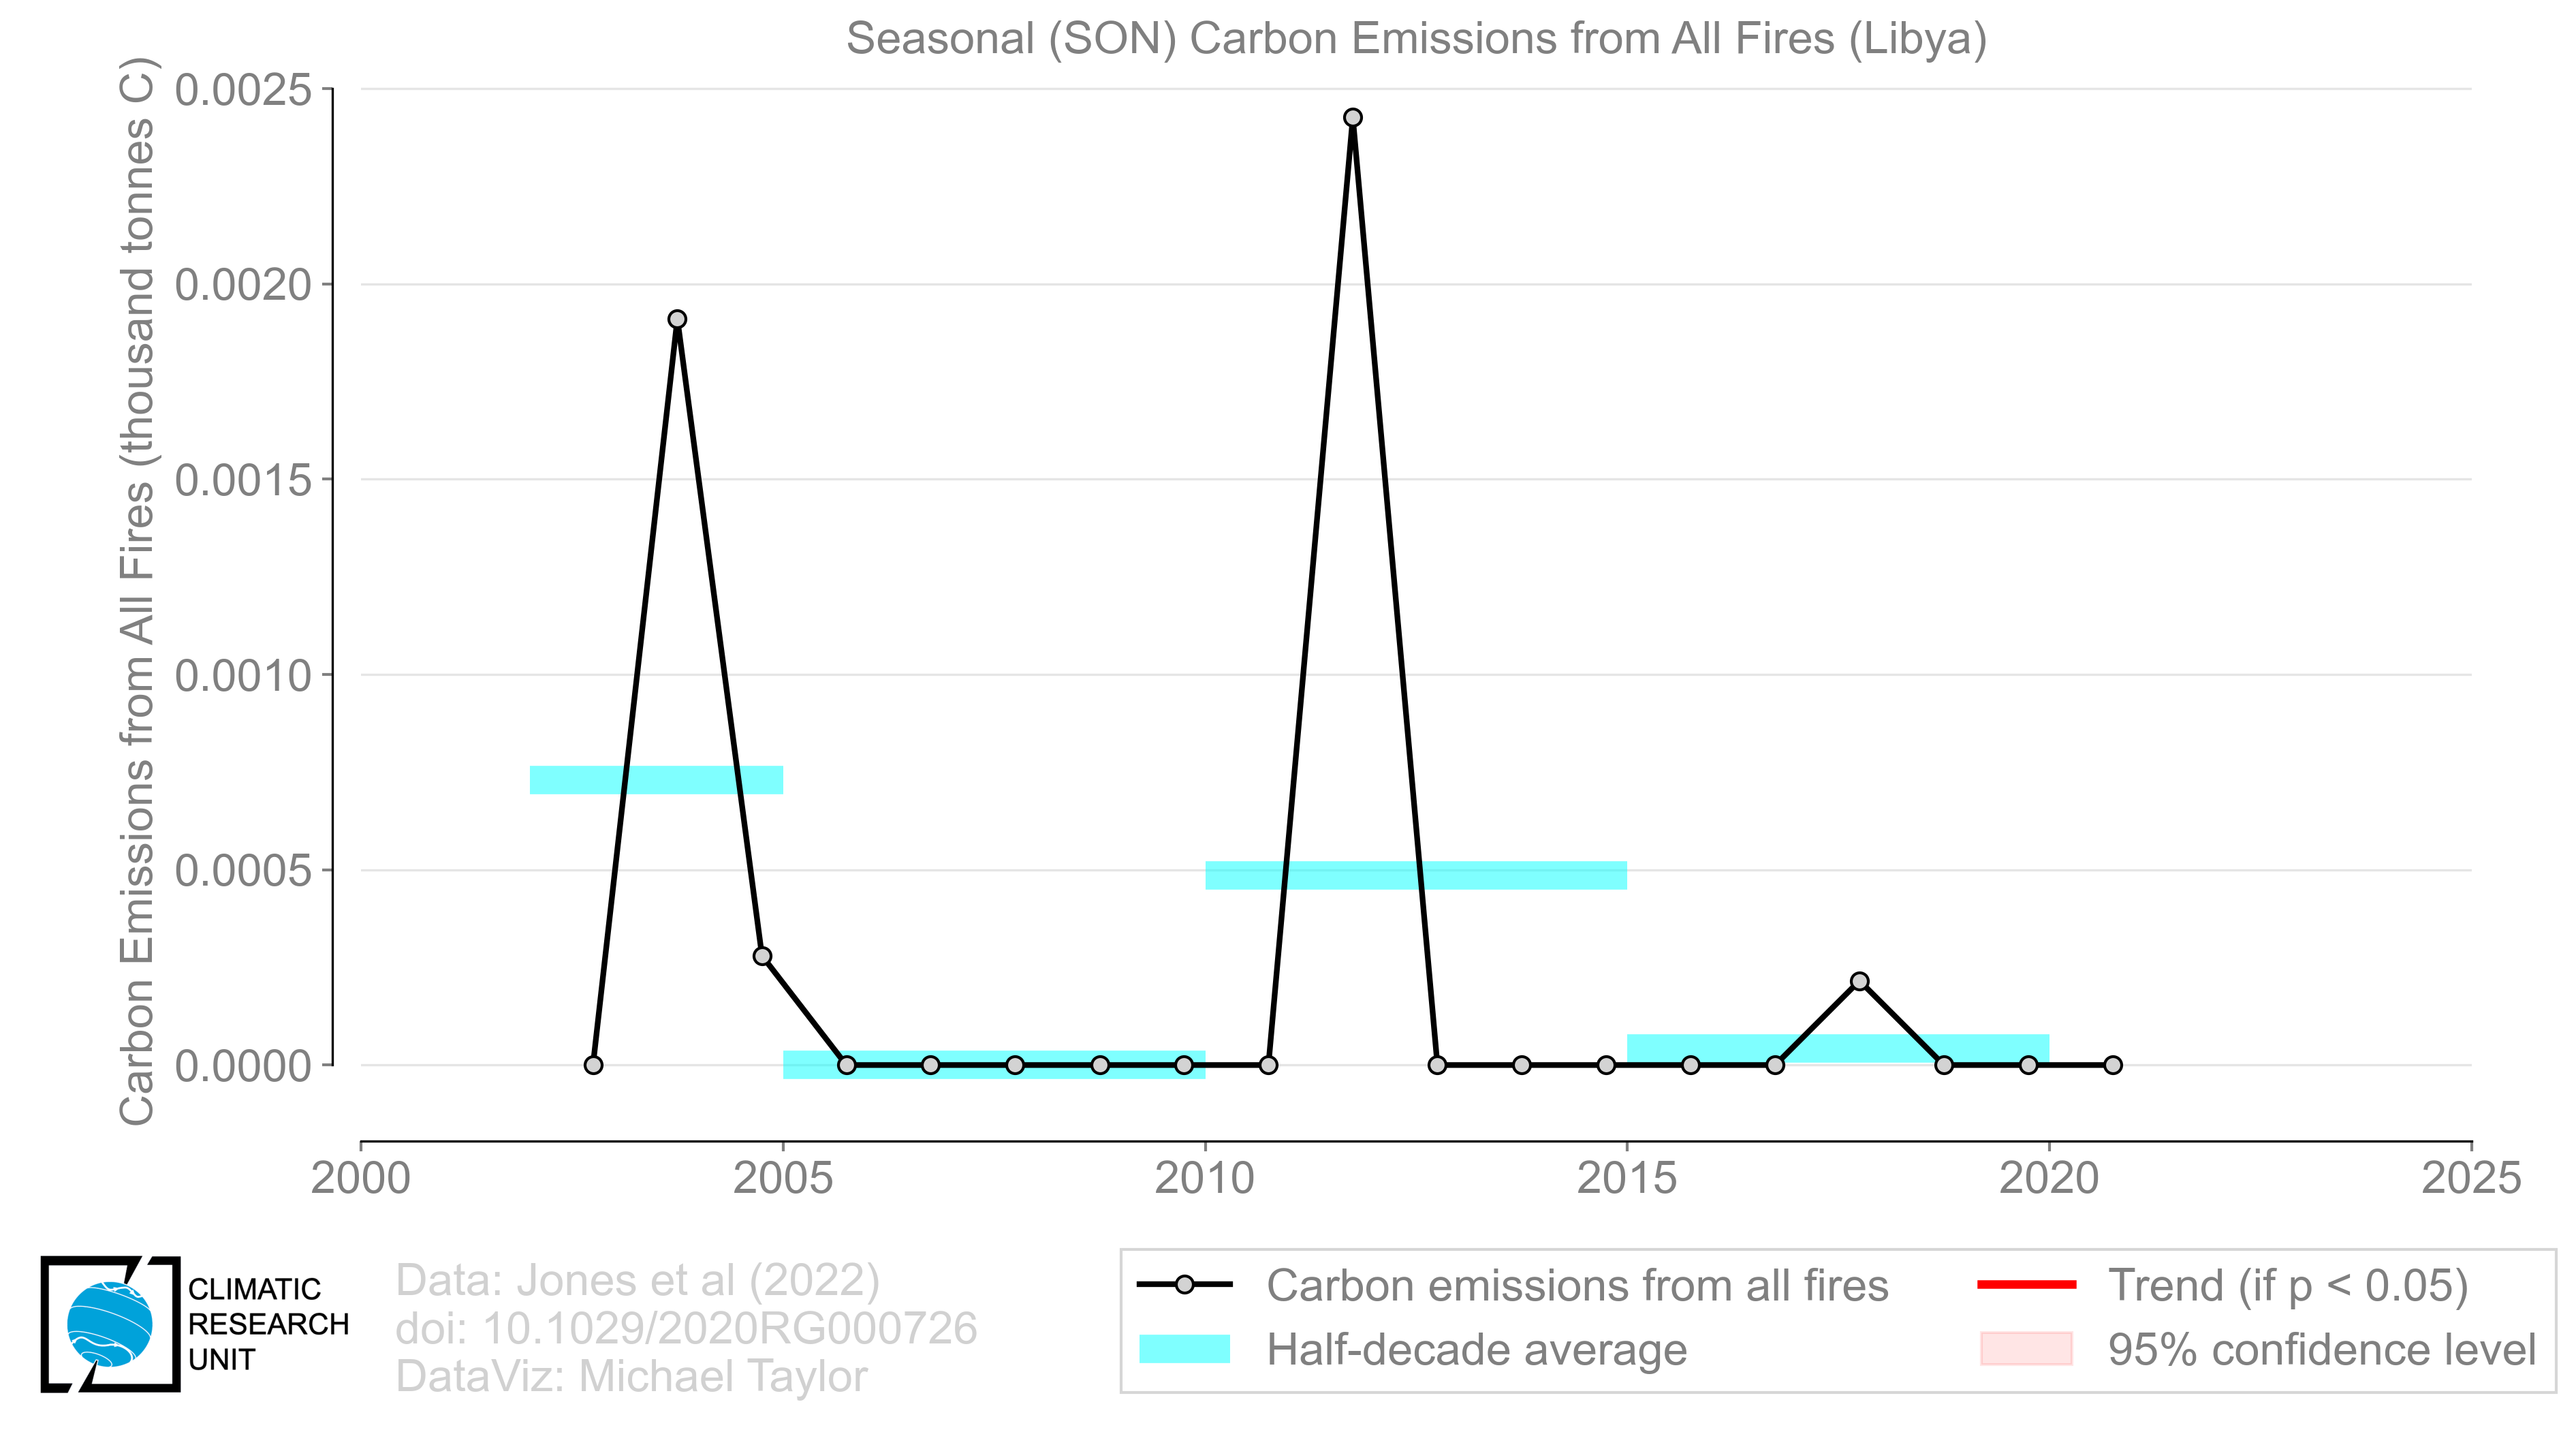 Seasonal (SON) Carbon Emissions from All Fires (Libya)
Carbon Emissions from All Fires (thousand tonnes C)
0.0025
0.0020
0.0015
0.0010
0.0005
0.0000
2000 2005 2010 2015 2020 2025
CLIMATIC
RESEARCH
UNIT
Data: Jones et al (2022)
doi: 10.1029/2020RG000726
DataViz: Michael Taylor
Carbon emissions from all fires
Half-decade average
Trend (if p < 0.05)
95% confidence level